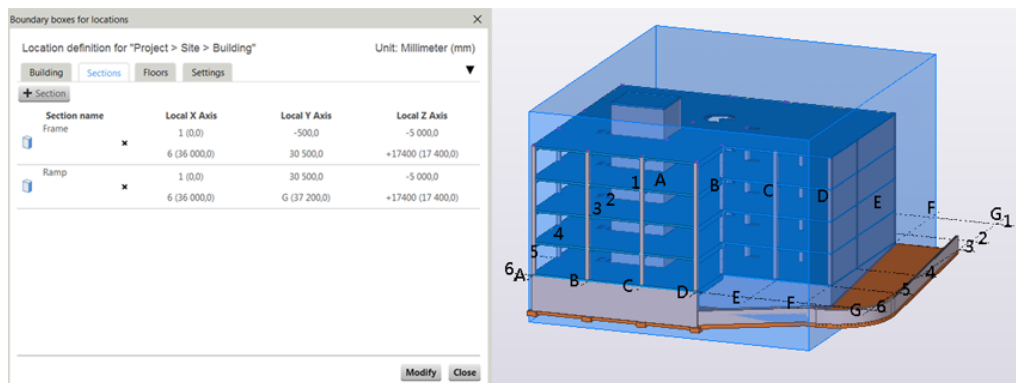 Boundary boxes for locations
Location definition for "Project > Site > Building" Unit: Millimeter (mm)
Building Sections Floors Settings
+ Section
Section name Local X Axis Local Y Axis Local Z Axis
Frame 1 (0,0) -500,0 -5 000,0
6 (36 000,0) 30 500,0 +17400 (17 400,0)
Ramp 1 (0,0) 30 500,0 -5 000,0
6 (36 000,0) G (37 200,0) +17400 (17 400,0)
Modify Close
1 A B C D E F G 1
2
3
4
5
6 A B C D E F G 6
5
4
3
2